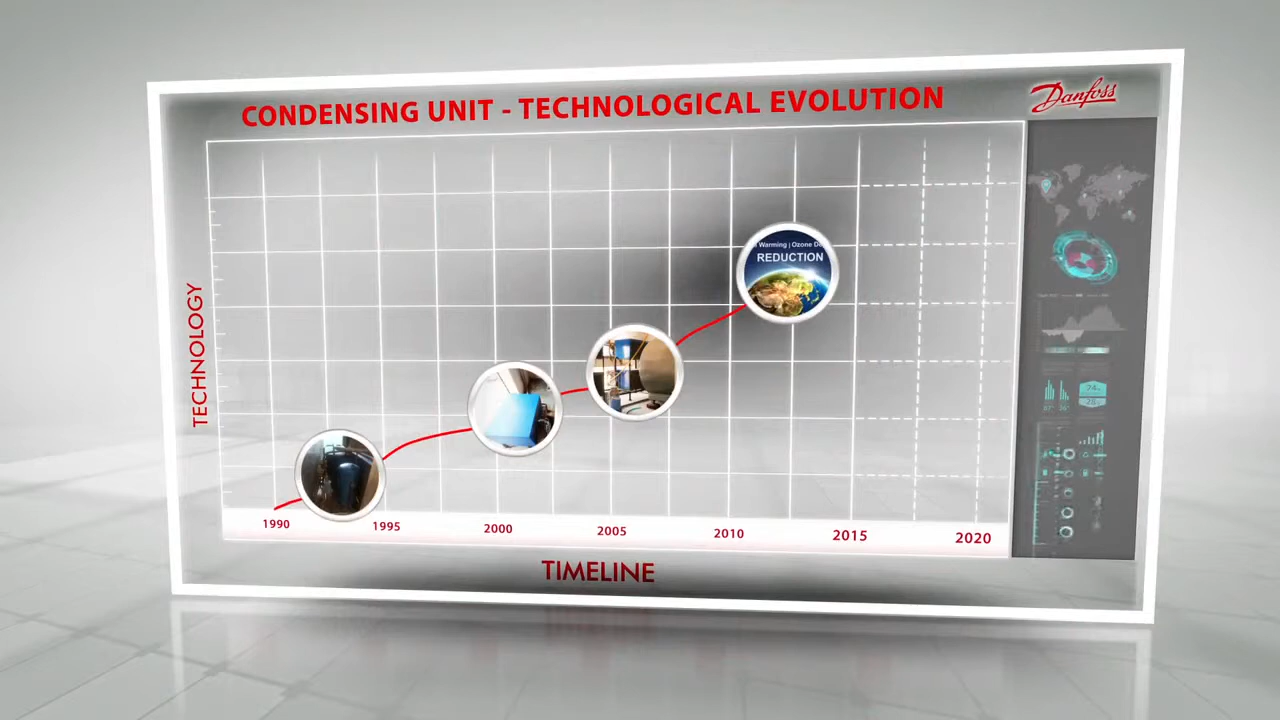 CONDENSING UNIT - TECHNOLOGICAL EVOLUTION
Danfoss
Warming | Ozone De
REDUCTION
TECHNOLOGY
1990
1995
2000
2005
2010
2015
2020
TIMELINE